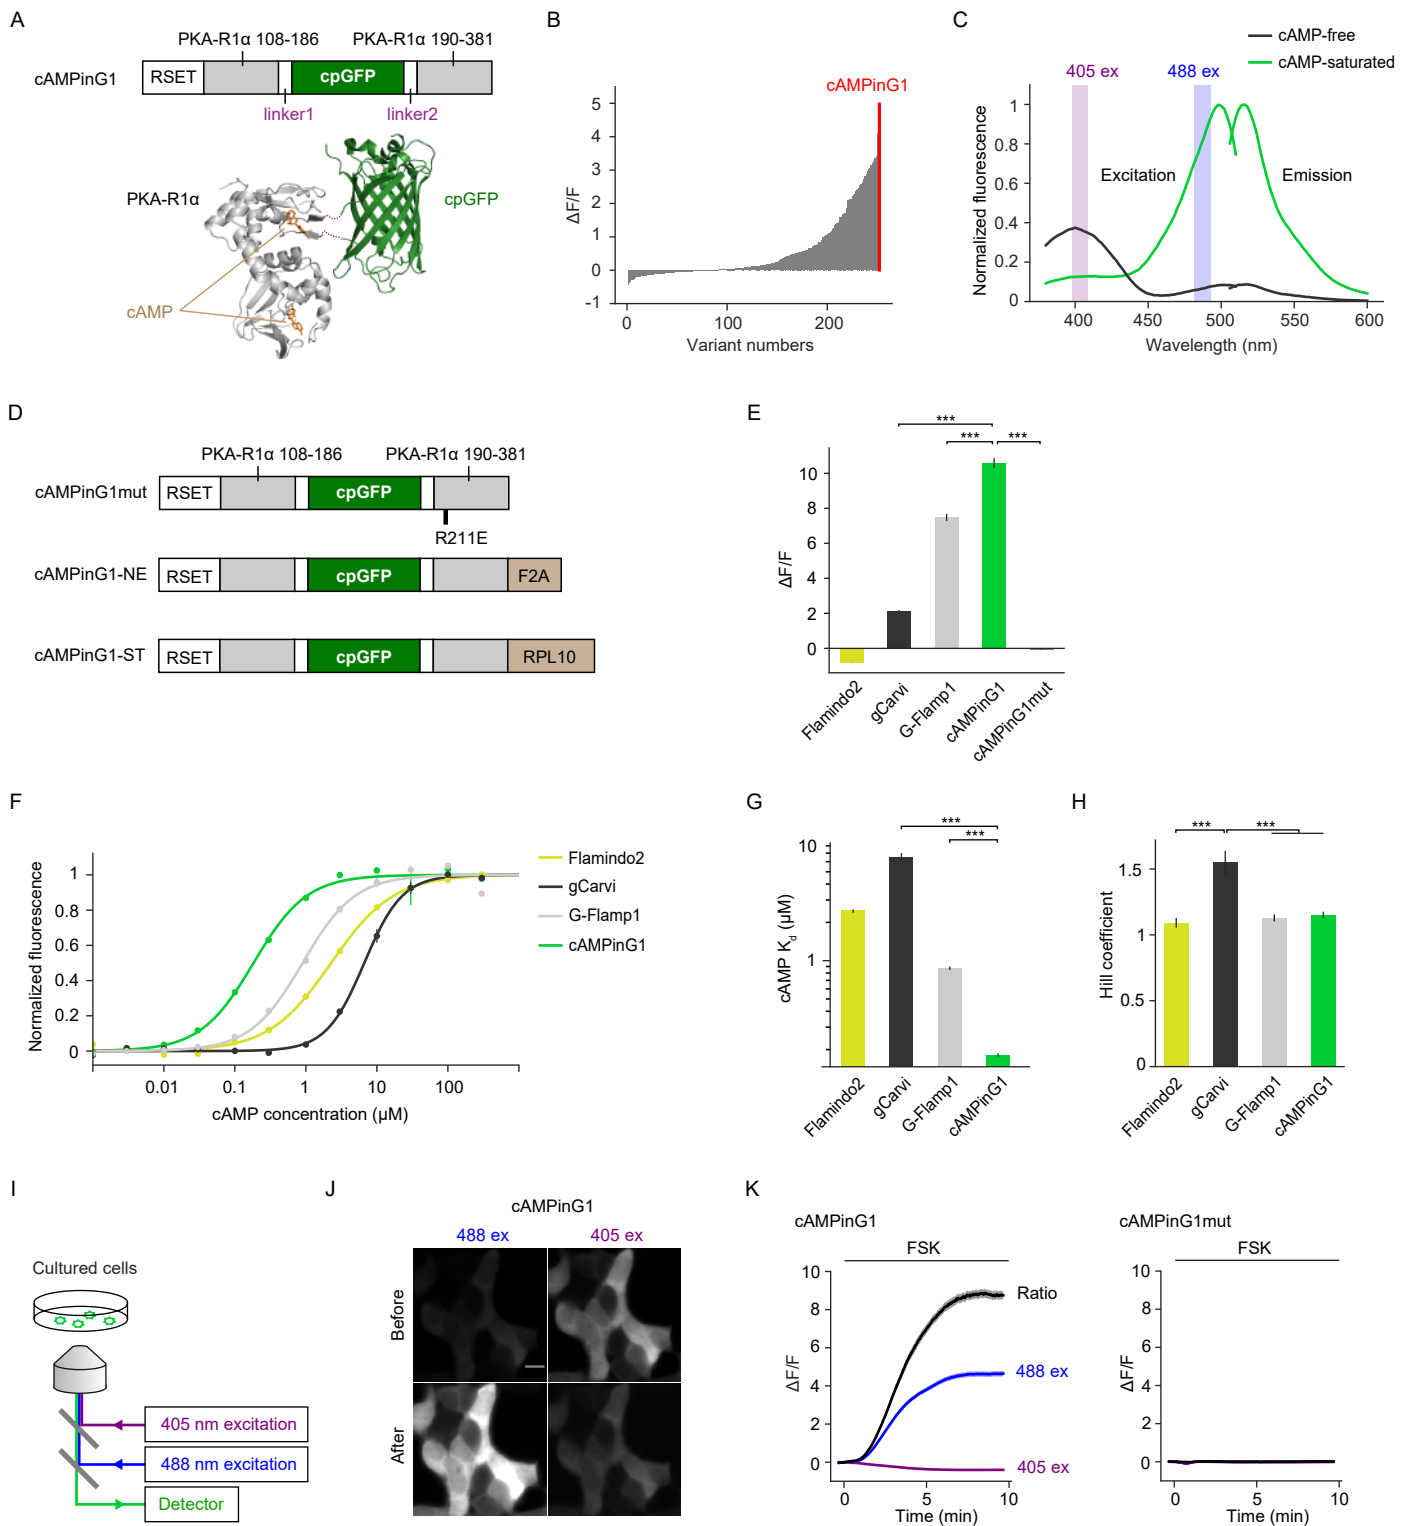 A
PKA-R1α 108-186
PKA-R1α 190-381
cAMPinG1
RSET
cpGFP
linker1
linker2
PKA-R1α
cpGFP
cAMP
B
cAMPinG1
ΔF/F
5
4
3
2
1
0
-1
0
100
200
Variant numbers
C
cAMP-free
cAMP-saturated
405 ex
488 ex
Normalized fluorescence
1
0.8
0.6
0.4
0.2
0
Excitation
Emission
400
450
500
550
600
Wavelength (nm)
D
PKA-R1α 108-186
PKA-R1α 190-381
cAMPinG1mut
RSET
cpGFP
R211E
cAMPinG1-NE
RSET
cpGFP
F2A
cAMPinG1-ST
RSET
cpGFP
RPL10
E
***
***
***
ΔF/F
10
8
6
4
2
0
Flamindo2
gCarvi
G-Flamp1
cAMPinG1
cAMPinG1mut
F
Normalized fluorescence
1
0.8
0.6
0.4
0.2
0
0.01
0.1
1
10
100
cAMP concentration (μM)
Flamindo2
gCarvi
G-Flamp1
cAMPinG1
G
***
***
cAMP Kd (μM)
10
1
Flamindo2
gCarvi
G-Flamp1
cAMPinG1
H
***
***
Hill coefficient
1.5
1
0.5
0
Flamindo2
gCarvi
G-Flamp1
cAMPinG1
I
Cultured cells
405 nm excitation
488 nm excitation
Detector
J
cAMPinG1
488 ex
405 ex
Before
After
K
cAMPinG1
FSK
ΔF/F
10
8
6
4
2
0
Ratio
488 ex
405 ex
0
5
10
Time (min)
cAMPinG1mut
FSK
ΔF/F
10
8
6
4
2
0
0
5
10
Time (min)